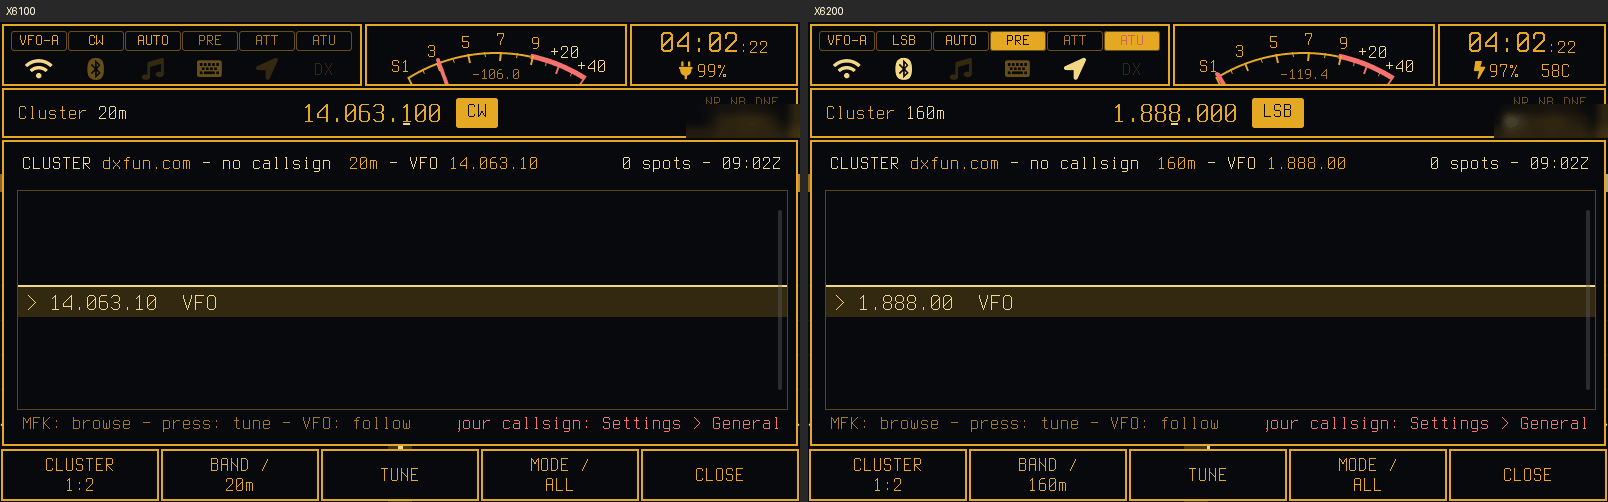 X6100
VFO-A CW AUTO PRE ATT ATU
DX
S1 3 5 7 9 +20 +40
-106.0
04:02:22
99%
Cluster 20m 14.063.100 CW
NR NB DNF
CLUSTER dxfun.com - no callsign 20m - VFO 14.063.10 0 spots - 09:02Z
> 14.063.10 VFO
MFK: browse - press: tune - VFO: follow your callsign: Settings > General
CLUSTER 1:2
BAND / 20m
TUNE
MODE / ALL
CLOSE
X6200
VFO-A LSB AUTO PRE ATT ATU
DX
S1 3 5 7 9 +20 +40
-119.4
04:02:22
97% 58C
Cluster 160m 1.888.000 LSB
NR NB DNF
CLUSTER dxfun.com - no callsign 160m - VFO 1.888.00 0 spots - 09:02Z
> 1.888.00 VFO
MFK: browse - press: tune - VFO: follow your callsign: Settings > General
CLUSTER 1:2
BAND / 160m
TUNE
MODE / ALL
CLOSE